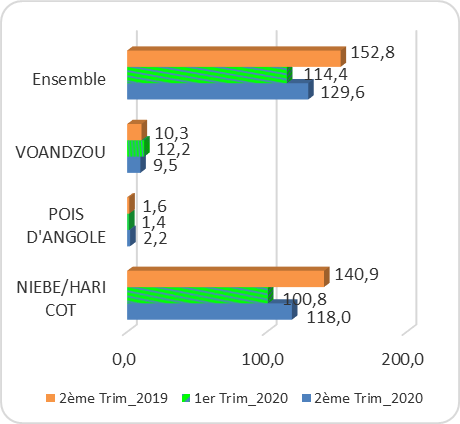 152,8
Ensemble
114,4
129,6
10,3
VOANDZOU
12,2
9,5
1,6
POIS
D'ANGOLE
1,4
2,2
140,9
NIEBE/HARI
COT
100,8
118,0
0,0 100,0 200,0
2ème Trim_2019 1er Trim_2020 2ème Trim_2020